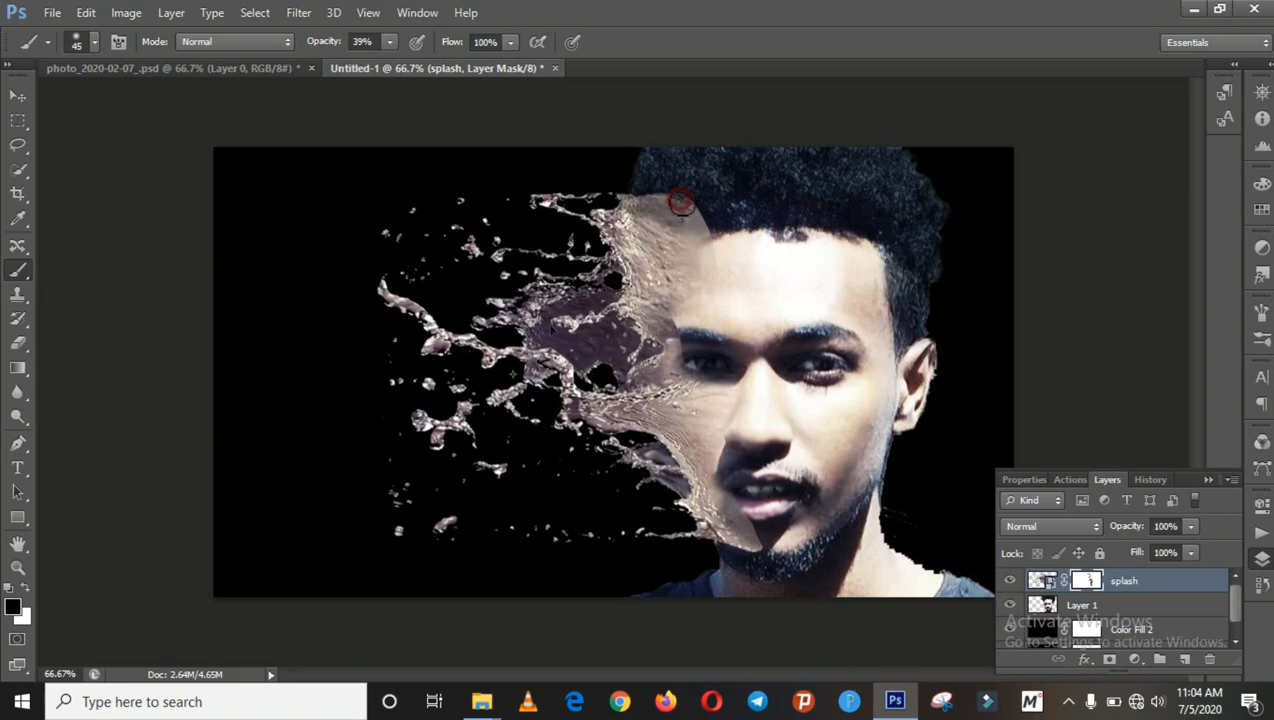 Ps File Edit Image Layer Type Select Filter 3D View Window Help
45 Mode: Normal Opacity: 39% Flow: 100% Essentials
photo_2020-02-07_.psd @ 66.7% (Layer 0, RGB/8#) * × Untitled-1 @ 66.7% (splash, Layer Mask/8) * ×
Properties Actions Layers History
Kind
Normal Opacity: 100%
Lock: Fill: 100%
splash
Layer 1
Activate Windows
Color Fill 2
Go to Settings to activate Windows.
66.67% Doc: 2.64M/4.65M
Type here to search
11:04 AM
7/5/2020
3